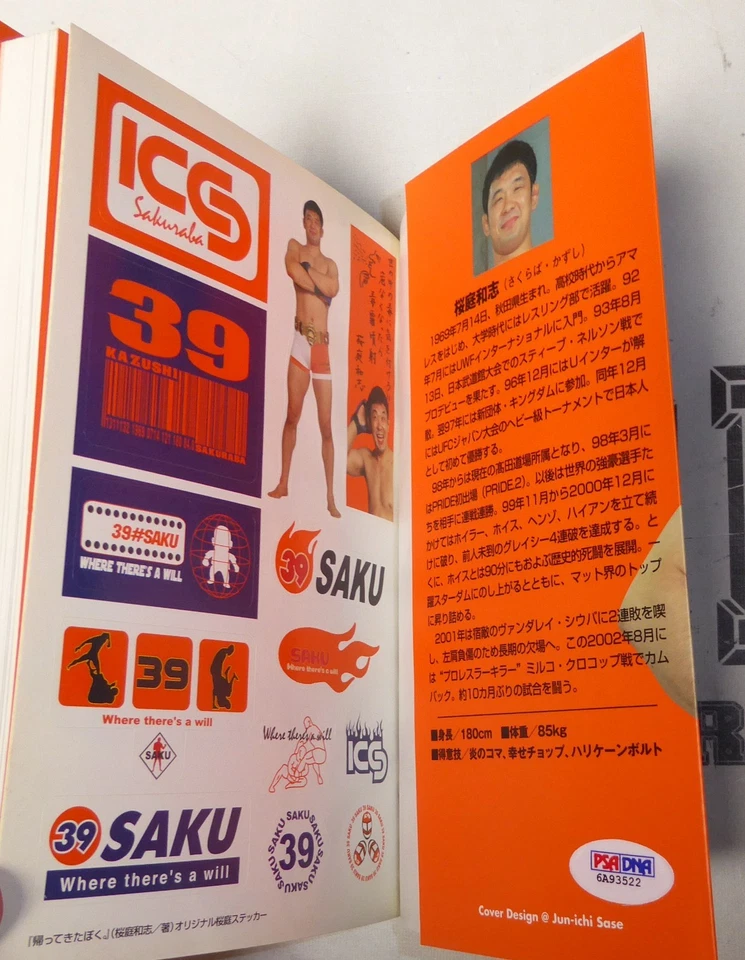 ICS
Sakuraba
39
KAZUSHI
SAKURABA
39#SAKU
WHERE THERE'S A WILL
39
SAKU
SAKU
Where there's a will
39
Where there's a will
SAKU
Where there's a will
ICS
39
SAKU
Where there's a will
SAKU SAKU SAKU SAKU SAKU SAKU
39
『帰ってきたぼく。』(桜庭和志/著)オリジナル桜庭ステッカー
桜庭和志(さくらば・かずし)
1969年7月14日、秋田県生まれ。高校時代からアマ
レスをはじめ、大学時代にはレスリング部で活躍。92
年7月にはUWFインターナショナルに入門。93年8月
13日、日本武道館大会でのスティーブ・ネルソン戦で
プロデビューを果たす。96年12月にはUインターが解
散。翌97年には新団体・キングダムに参加。同年12月
にはUFCジャパン大会のヘビー級トーナメントで日本人
として初めて優勝する。
98年からは現在の高田道場所属となり、98年3月に
はPRIDE初出場(PRIDE.2)。以後は世界の強豪選手た
ちを相手に連戦連勝。99年11月から2000年12月に
かけてはホイラー、ホイス、ヘンゾ、ハイアンを立て続
けに破り、前人未到のグレイシー4連破を達成する。と
くに、ホイスとは90分にもおよぶ歴史的死闘を展開。一
躍スターダムにのし上がるとともに、マット界のトップ
に昇り詰める。
2001年は宿敵のヴァンダレイ・シウバに2連敗を喫
し、左肩負傷のため長期の欠場へ。この2002年8月に
は“プロレスラーキラー”ミルコ・クロコップ戦でカム
バック。約10カ月ぶりの試合を闘う。
■身長/180cm ■体重/85kg
■得意技/炎のコマ、幸せチョップ、ハリケーンボルト
PSA DNA
6A93522
Cover Design @ Jun-ichi Sase